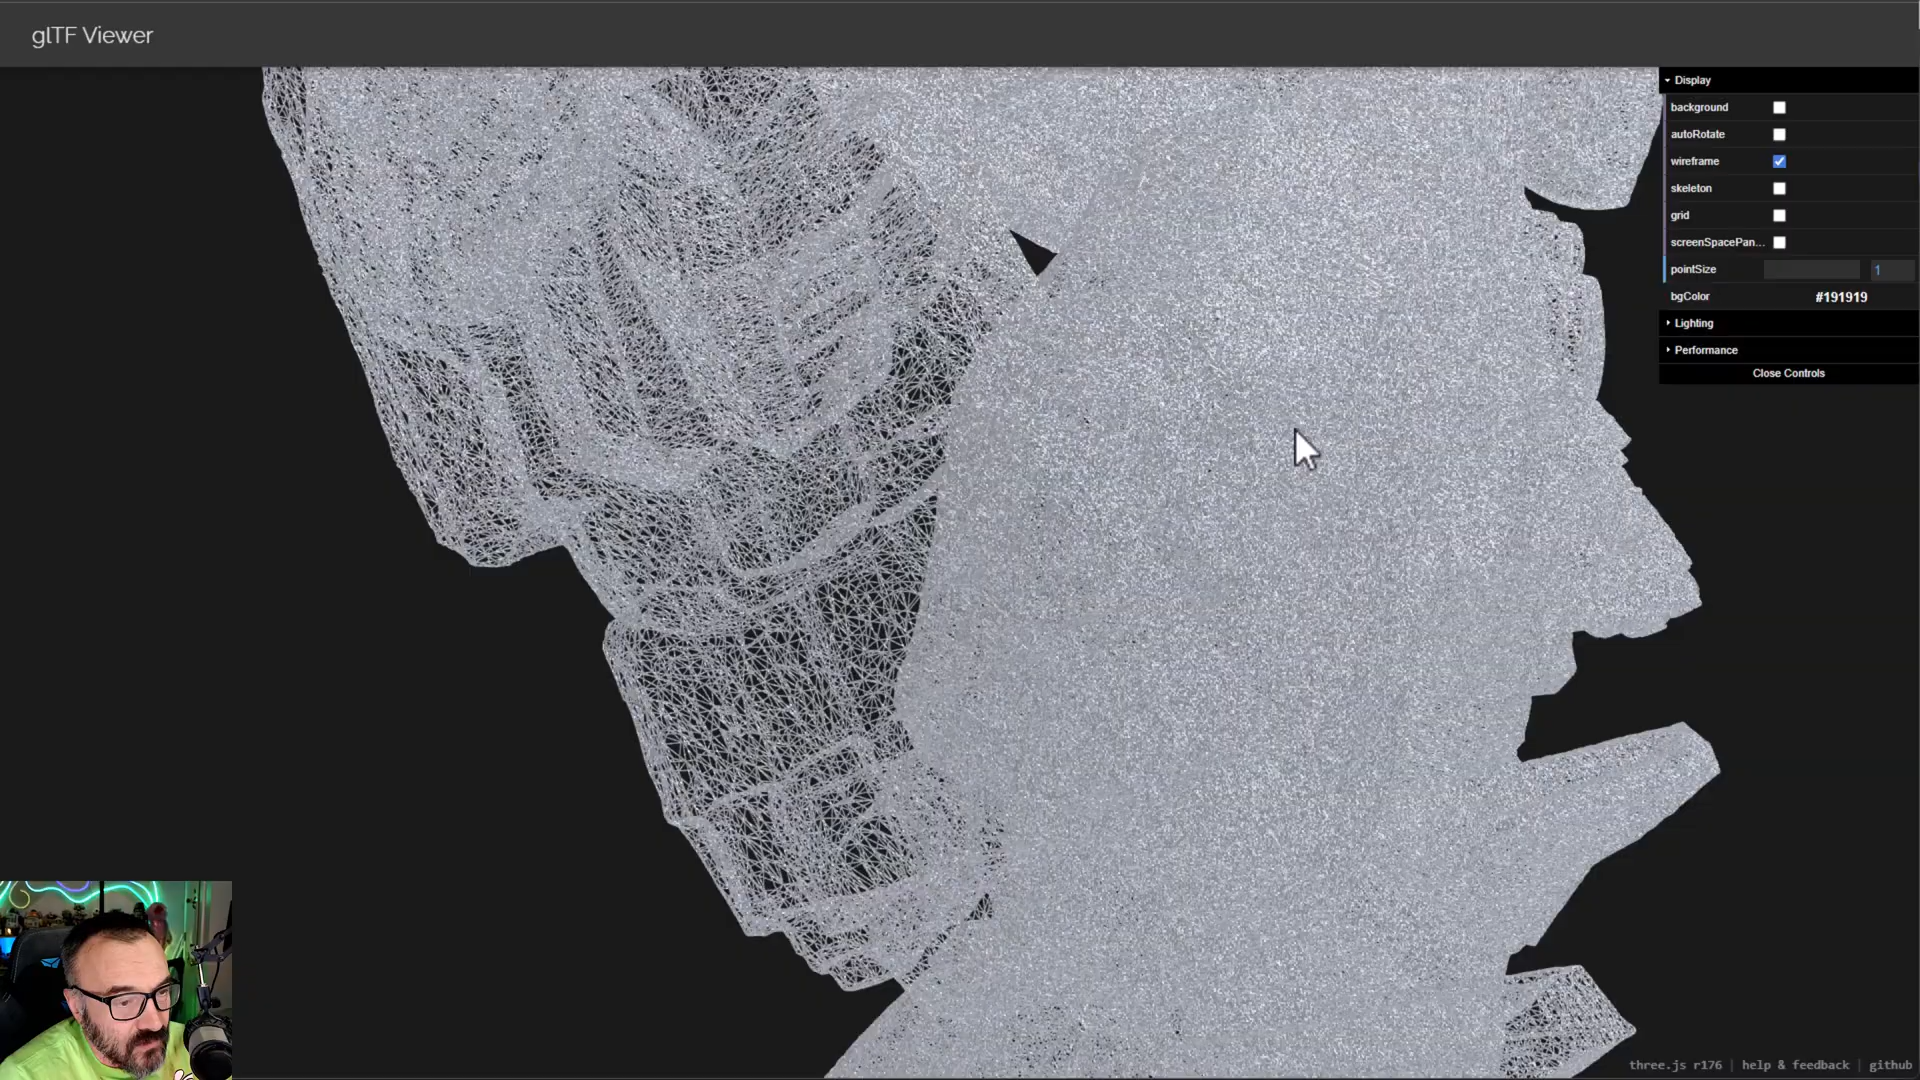 glTF Viewer
Display
background
autoRotate
wireframe
skeleton
grid
screenSpacePan...
pointSize 1
bgColor #191919
Lighting
Performance
Close Controls
three.js r176 | help & feedback | github